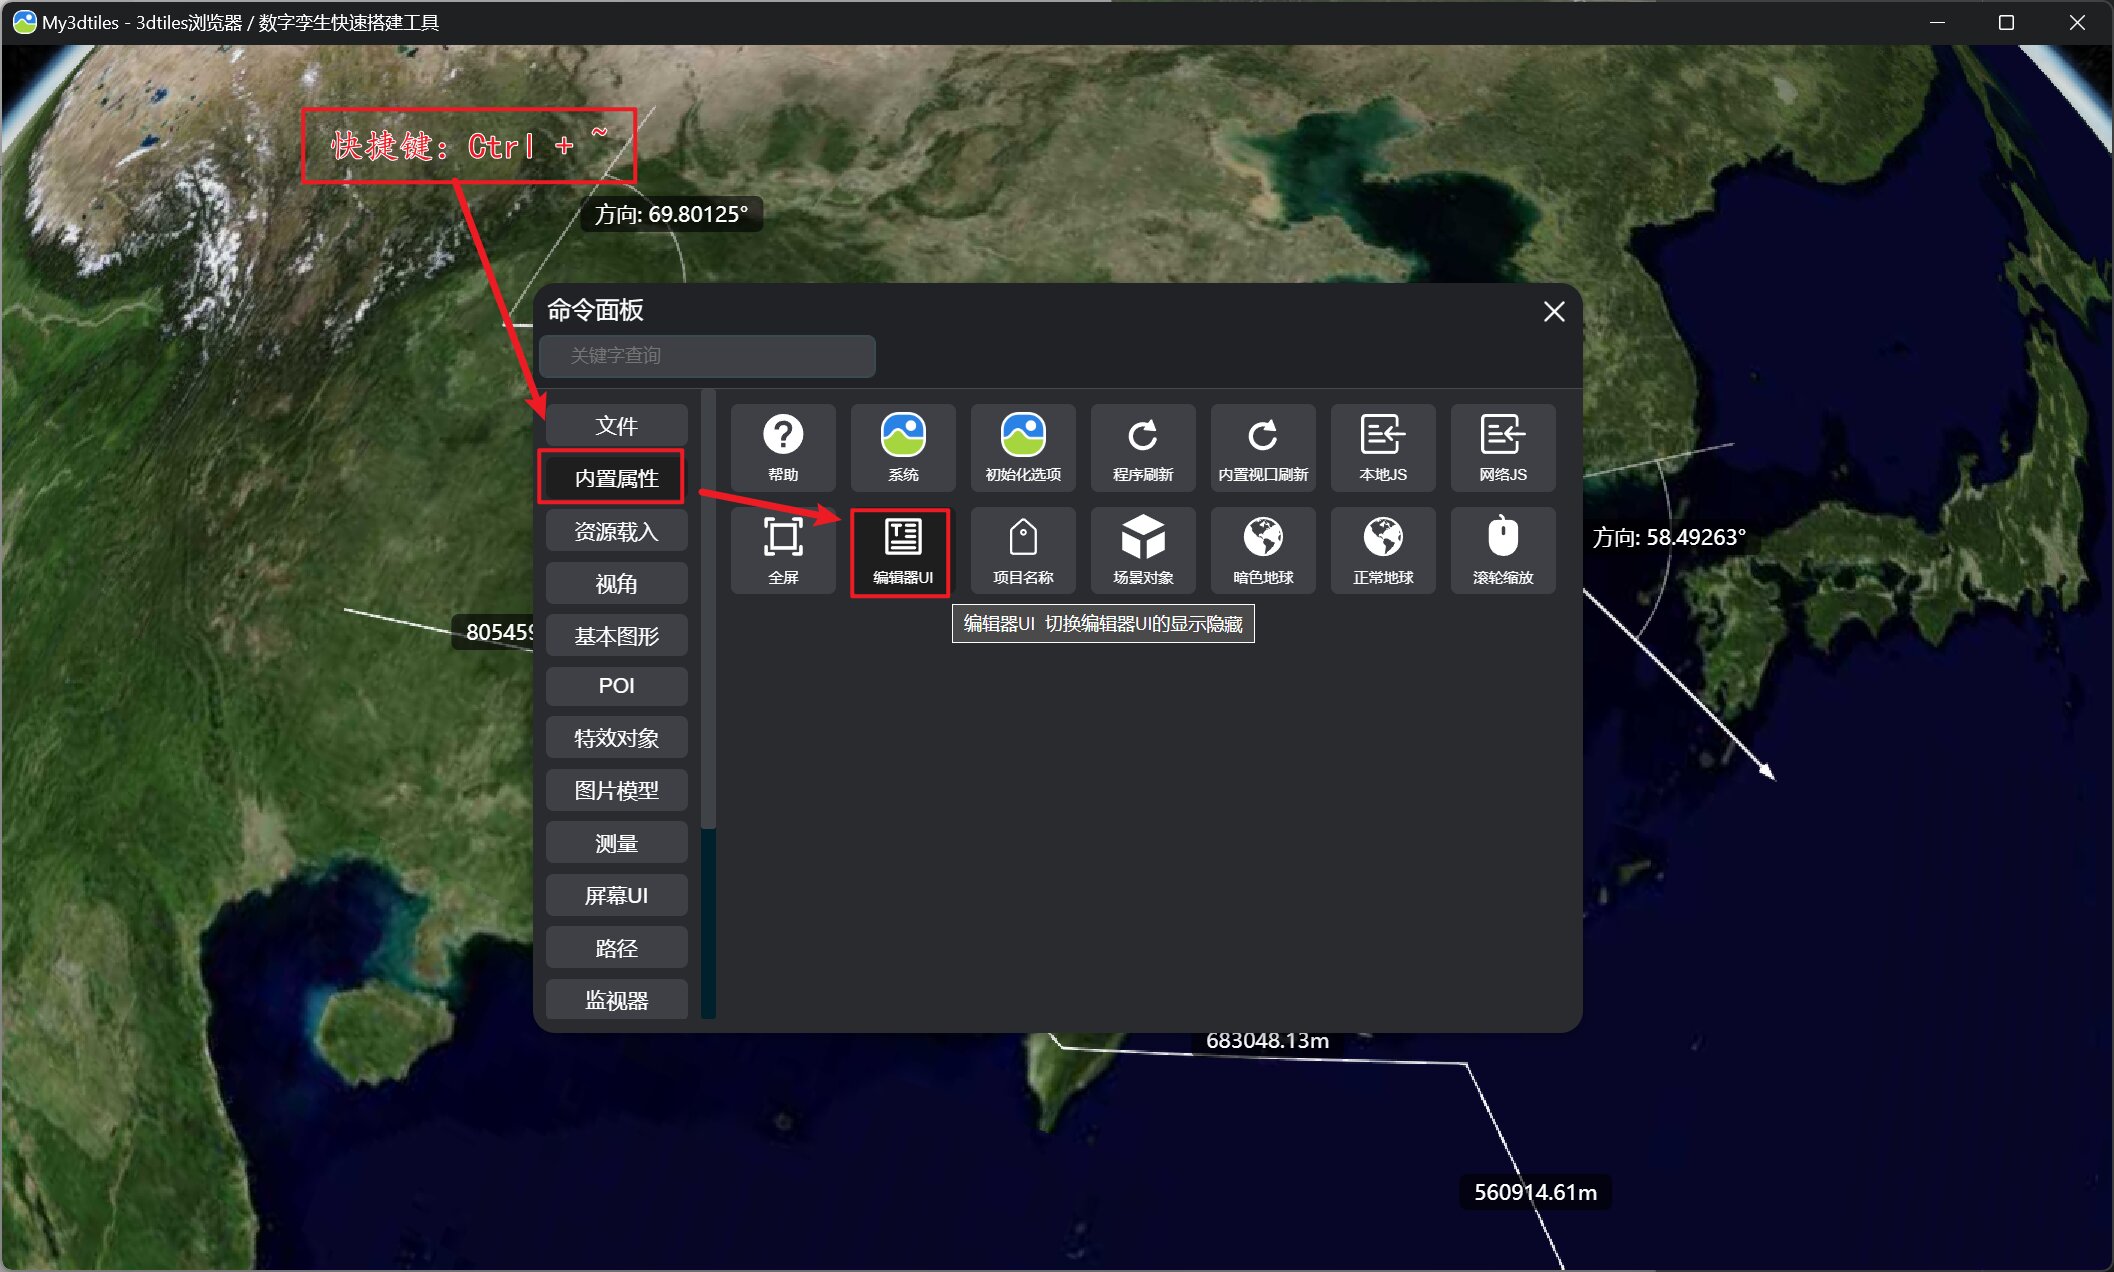 My3dtiles - 3dtiles浏览器 / 数字孪生快速搭建工具
快捷键: Ctrl + ~
方向: 69.80125°
命令面板
关键字查询
文件
内置属性
资源载入
视角
基本图形
POI
特效对象
图片模型
测量
屏幕UI
路径
监视器
帮助
系统
初始化选项
程序刷新
内置视口刷新
本地JS
网络JS
全屏
编辑器UI
项目名称
场景对象
暗色地球
正常地球
滚轮缩放
编辑器UI 切换编辑器UI的显示隐藏
方向: 58.49263°
805459
683048.13m
560914.61m